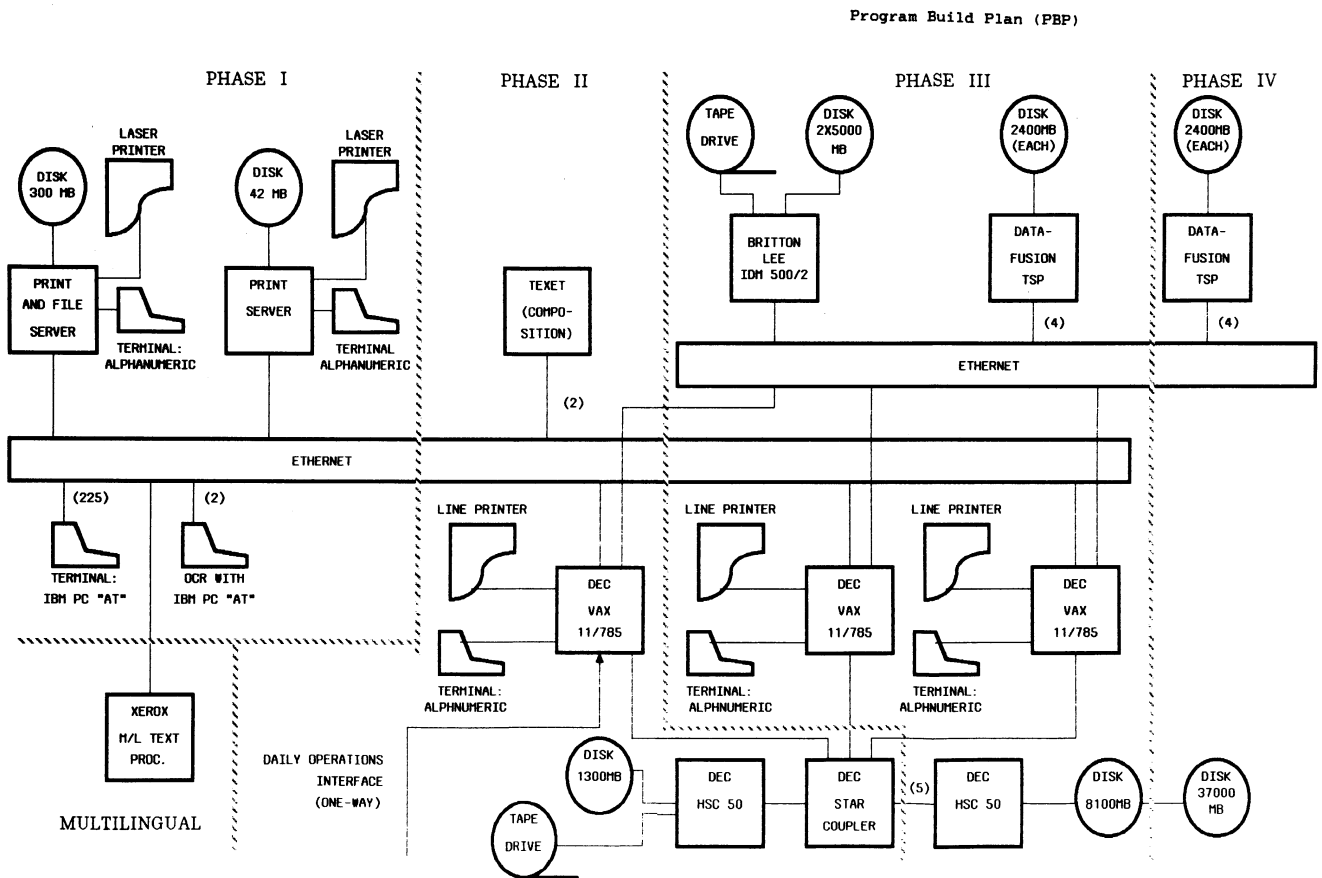 Program Build Plan (PBP)
PHASE I
PHASE II
PHASE III
PHASE IV
LASER
PRINTER
DISK
300 MB
DISK
42 MB
LASER
PRINTER
TAPE
DRIVE
DISK
2X5000
MB
DISK
2400MB
(EACH)
DISK
2400MB
(EACH)
PRINT
AND FILE
SERVER
TERMINAL:
ALPHANUMERIC
PRINT
SERVER
TERMINAL
ALPHANUMERIC
TEXET
(COMPO-
SITION)
BRITTON
LEE
IDM 500/2
DATA-
FUSION
TSP
DATA-
FUSION
TSP
(4)
(4)
ETHERNET
(2)
ETHERNET
(225)
(2)
TERMINAL:
IBM PC "AT"
OCR WITH
IBM PC "AT"
LINE PRINTER
LINE PRINTER
LINE PRINTER
DEC
VAX
11/785
DEC
VAX
11/785
DEC
VAX
11/785
TERMINAL:
ALPHNUMERIC
TERMINAL:
ALPHNUMERIC
TERMINAL:
ALPHNUMERIC
XEROX
M/L TEXT
PROC.
MULTILINGUAL
DAILY OPERATIONS
INTERFACE
(ONE-WAY)
DISK
1300MB
TAPE
DRIVE
DEC
HSC 50
DEC
STAR
COUPLER
(5)
DEC
HSC 50
DISK
8100MB
DISK
37000
MB